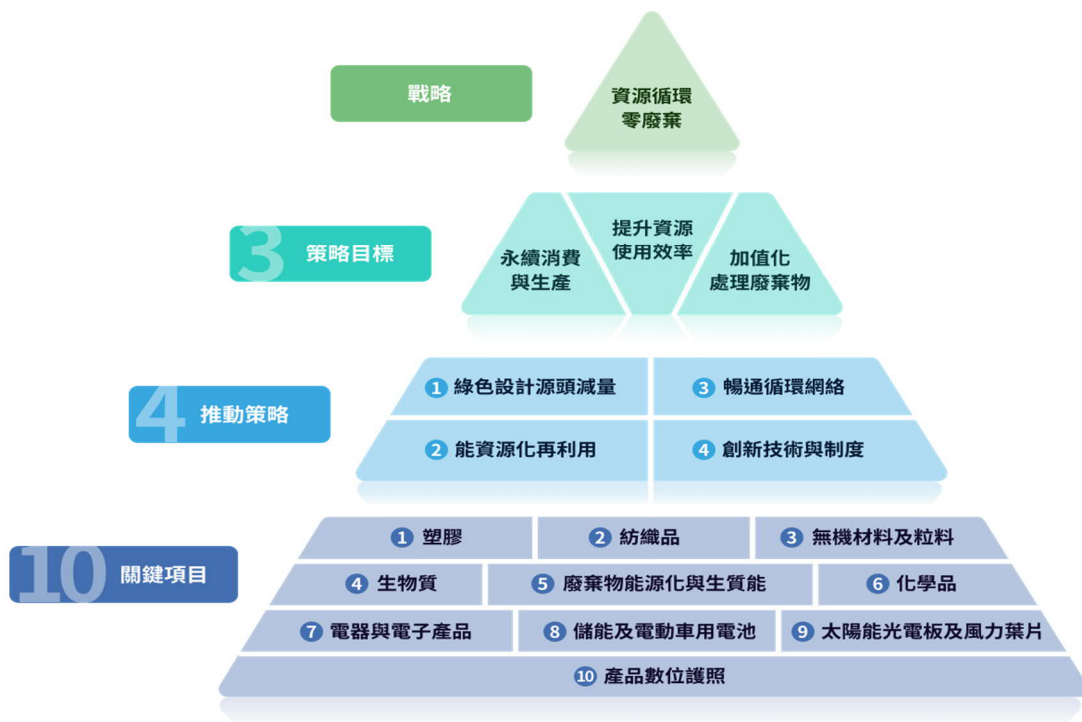 戰略
資源循環
零廢棄
3 策略目標
永續消費
與生產
提升資源
使用效率
加值化
處理廢棄物
4 推動策略
1 綠色設計源頭減量
3 暢通循環網絡
2 能資源化再利用
4 創新技術與制度
10 關鍵項目
1 塑膠
2 紡織品
3 無機材料及粒料
4 生物質
5 廢棄物能源化與生質能
6 化學品
7 電器與電子產品
8 儲能及電動車用電池
9 太陽能光電板及風力葉片
10 產品數位護照